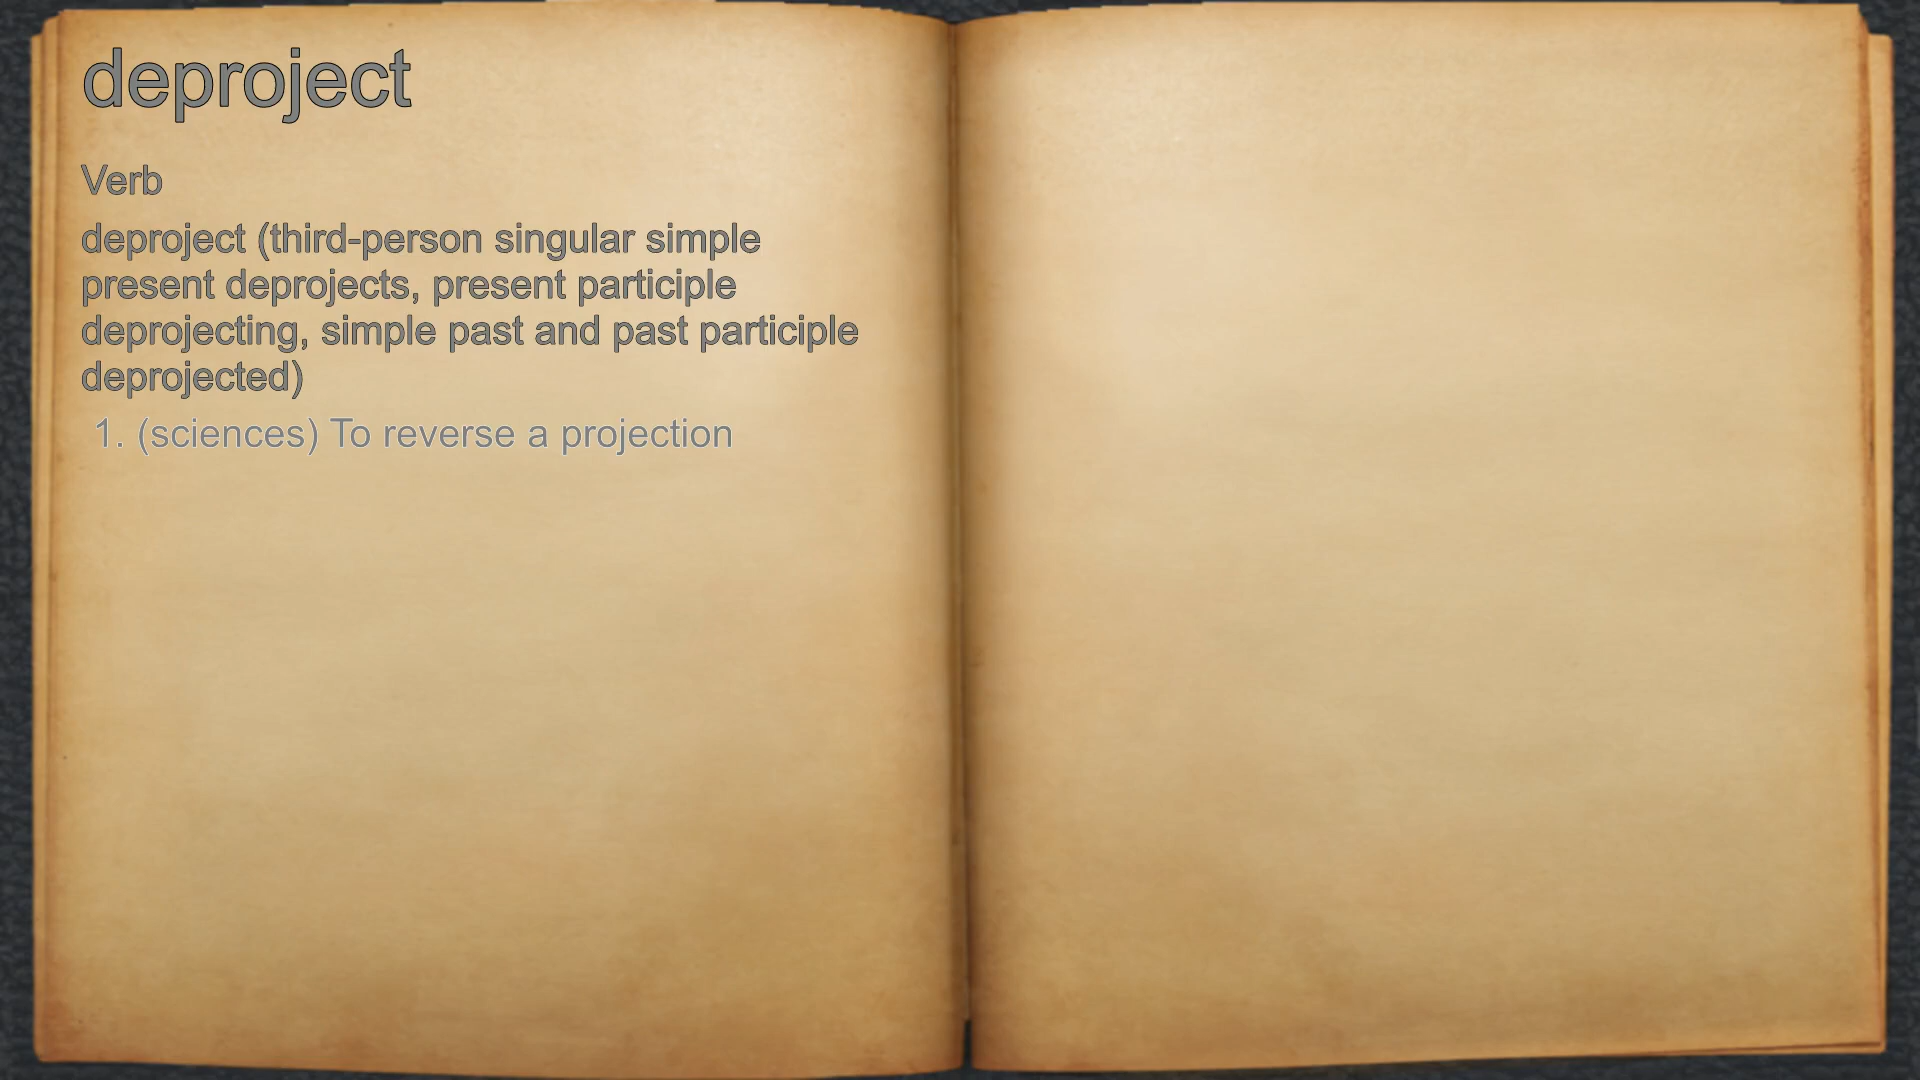 deproject
Verb
deproject (third-person singular simple
present deprojects, present participle
deprojecting, simple past and past participle
deprojected)
1. (sciences) To reverse a projection